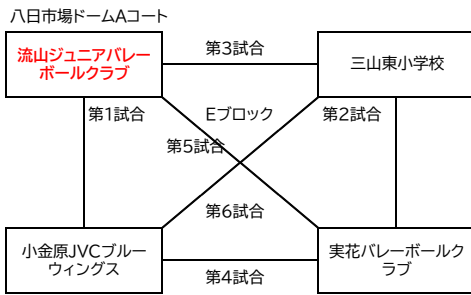 八日市場ドームAコート
流山ジュニアバレー
ボールクラブ
第3試合
三山東小学校
第1試合
Eブロック
第2試合
第5試合
第6試合
小金原JVCブルー
ウィングス
第4試合
実花バレーボールク
ラブ